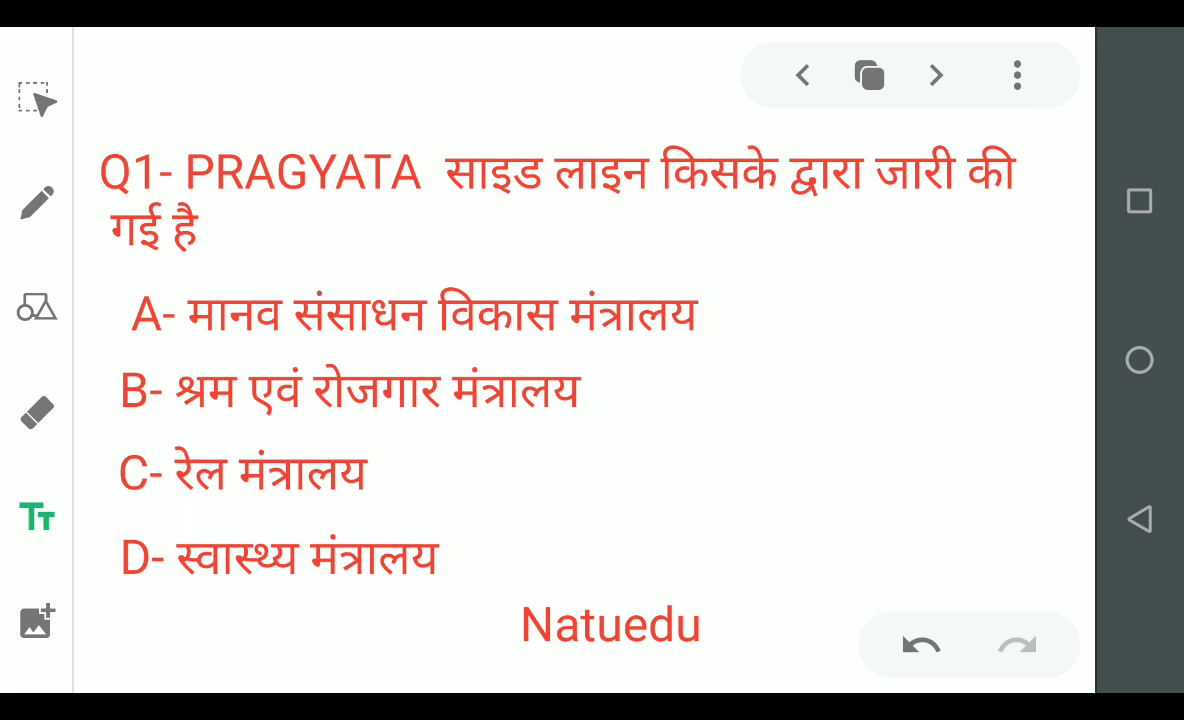 Q1- PRAGYATA साइड लाइन किसके द्वारा जारी की
गई है
A- मानव संसाधन विकास मंत्रालय
B- श्रम एवं रोजगार मंत्रालय
C- रेल मंत्रालय
D- स्वास्थ्य मंत्रालय
Natuedu